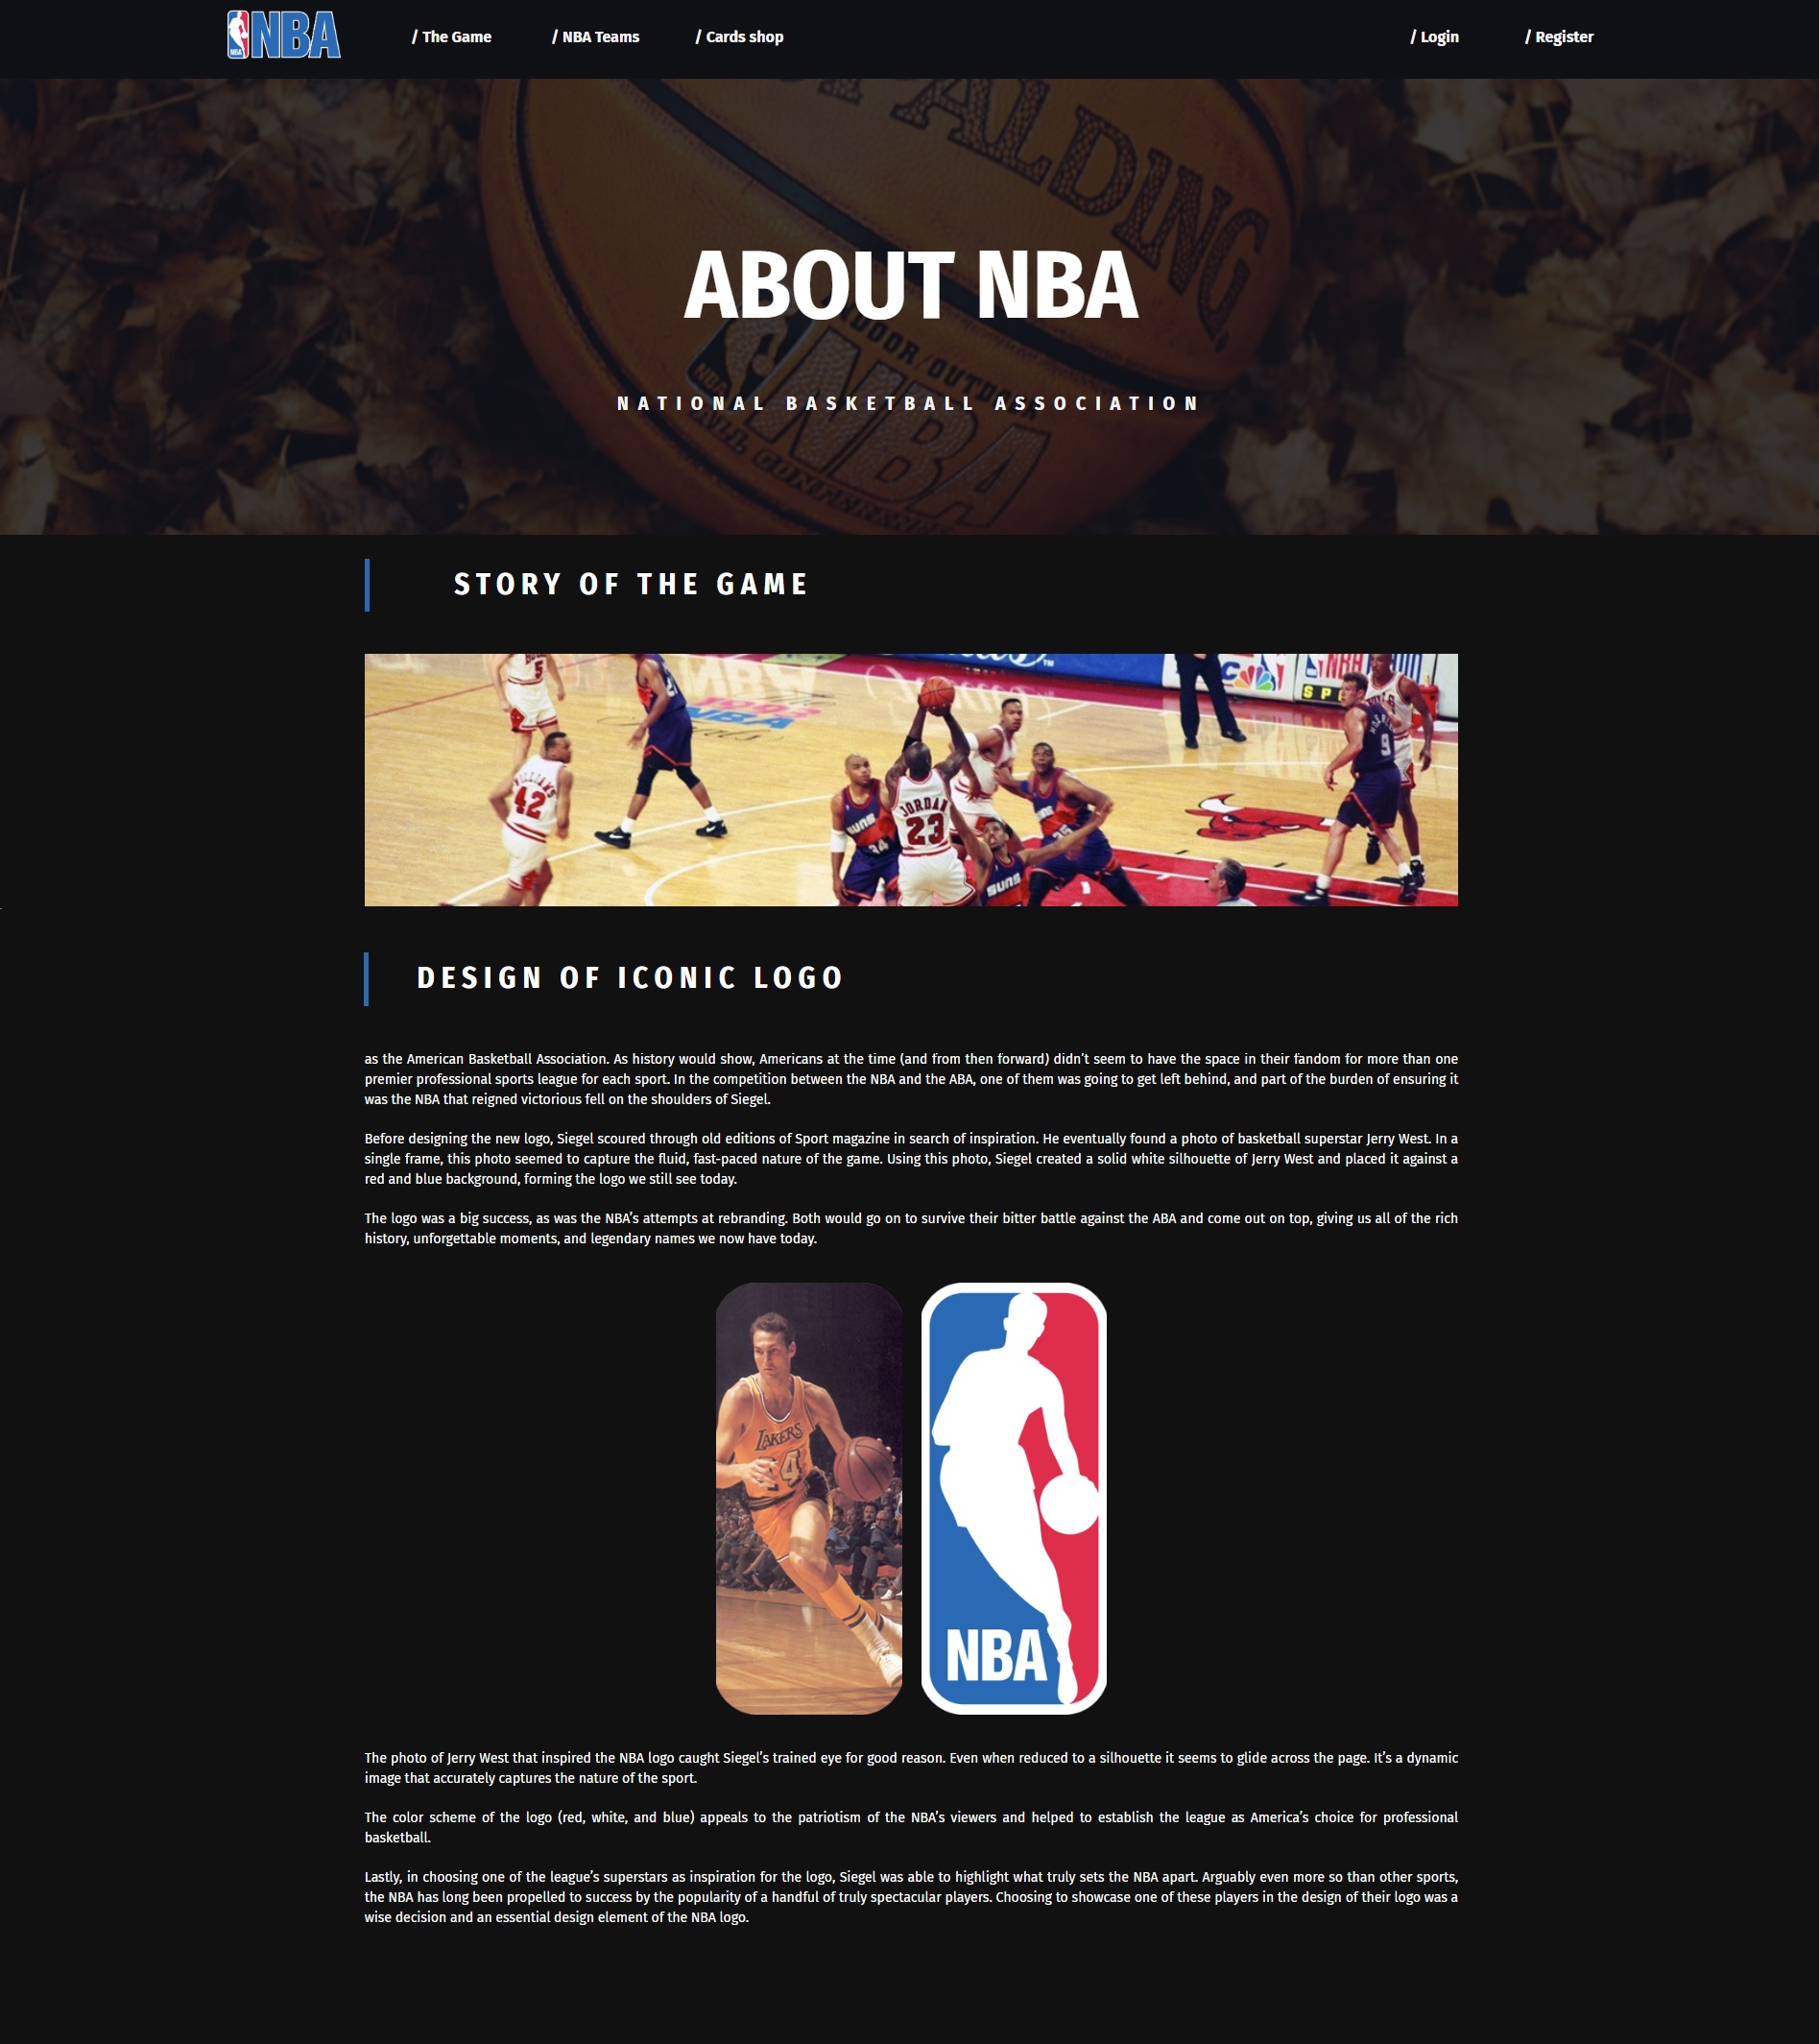 NBA NBA
/ The Game / NBA Teams / Cards shop / Login / Register
SPALDING
ABOUT NBA
NBA
NBA
NATIONAL BASKETBALL ASSOCIATION
STORY OF THE GAME
5
NBA
42
JORDAN
23
SUNS
34
SUNS
9
DESIGN OF ICONIC LOGO
as the American Basketball Association. As history would show, Americans at the time (and from then forward) didn’t seem to have the space in their fandom for more than one
premier professional sports league for each sport. In the competition between the NBA and the ABA, one of them was going to get left behind, and part of the burden of ensuring it
was the NBA that reigned victorious fell on the shoulders of Siegel.
Before designing the new logo, Siegel scoured through old editions of Sport magazine in search of inspiration. He eventually found a photo of basketball superstar Jerry West. In a
single frame, this photo seemed to capture the fluid, fast-paced nature of the game. Using this photo, Siegel created a solid white silhouette of Jerry West and placed it against a
red and blue background, forming the logo we still see today.
The logo was a big success, as was the NBA’s attempts at rebranding. Both would go on to survive their bitter battle against the ABA and come out on top, giving us all of the rich
history, unforgettable moments, and legendary names we now have today.
LAKERS
NBA
The photo of Jerry West that inspired the NBA logo caught Siegel’s trained eye for good reason. Even when reduced to a silhouette it seems to glide across the page. It’s a dynamic
image that accurately captures the nature of the sport.
The color scheme of the logo (red, white, and blue) appeals to the patriotism of the NBA’s viewers and helped to establish the league as America’s choice for professional
basketball.
Lastly, in choosing one of the league’s superstars as inspiration for the logo, Siegel was able to highlight what truly sets the NBA apart. Arguably even more so than other sports,
the NBA has long been propelled to success by the popularity of a handful of truly spectacular players. Choosing to showcase one of these players in the design of their logo was a
wise decision and an essential design element of the NBA logo.